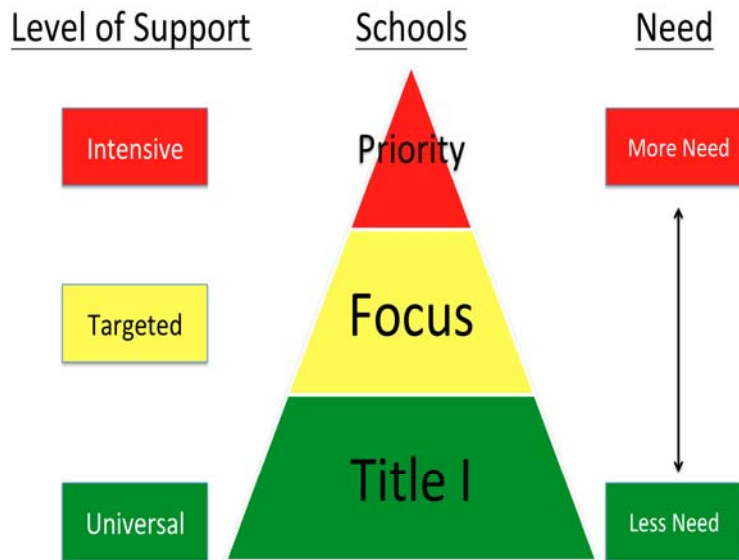 Level of Support Schools Need
Intensive Priority More Need
Targeted Focus
Universal Title I Less Need